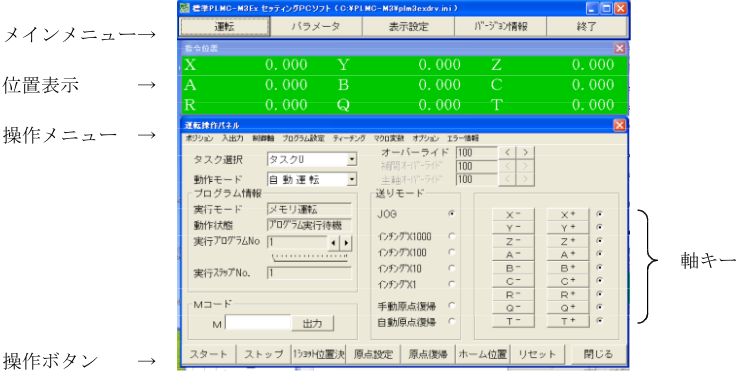 標準PLMC-M3Ex セッティングPCソフト (C:¥PLMC-M3¥plm3exdrv.ini)
メインメニュー→
運転 パラメータ 表示設定 バージョン情報 終了
指令位置
位置表示 →
X 0.000 Y 0.000 Z 0.000
A 0.000 B 0.000 C 0.000
R 0.000 Q 0.000 T 0.000
運転操作パネル
操作メニュー →
ポジション 入出力 制御軸 プログラム設定 ティーチング マクロ変数 オプション エラー情報
タスク選択 タスク0
動作モード 自動運転
オーバーライド 100 < >
補間オーバーライド 100 < >
主軸オーバーライド 100 < >
プログラム情報
実行モード メモリ運転
動作状態 プログラム実行待機
実行プログラムNo 1
実行ステップNo. 1
Mコード
M 出力
送りモード
JOG
インチングX1000
インチングX100
インチングX10
インチングX1
手動原点復帰
自動原点復帰
X- X+
Y- Y+
Z- Z+
A- A+
B- B+
C- C+
R- R+
Q- Q+
T- T+
軸キー
操作ボタン →
スタート ストップ 1ショット位置決 原点設定 原点復帰 ホーム位置 リセット 閉じる